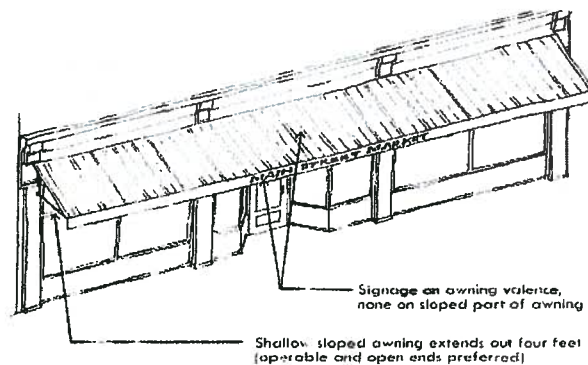 MAIN STREET MARKET
Signage on awning valence,
none on sloped part of awning
Shallow sloped awning extends out four feet
(operable and open ends preferred)